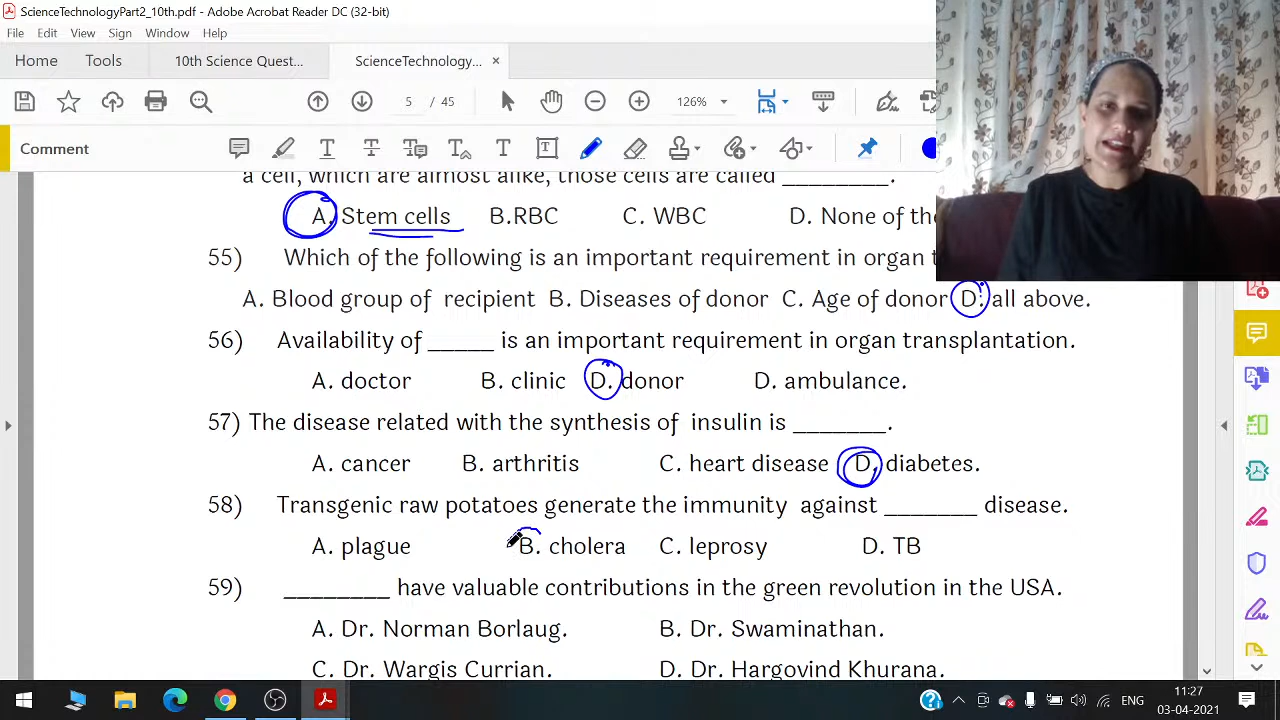 ScienceTechnologyPart2_10th.pdf - Adobe Acrobat Reader DC (32-bit)
File Edit View Sign Window Help
Home Tools 10th Science Quest... ScienceTechnology... ×
5 / 45 126%
Comment
a cell, which are almost alike, those cells are called ________.
A. Stem cells B.RBC C. WBC D. None of the
55) Which of the following is an important requirement in organ
A. Blood group of recipient B. Diseases of donor C. Age of donor D. all above.
56) Availability of _____ is an important requirement in organ transplantation.
A. doctor B. clinic D. donor D. ambulance.
57) The disease related with the synthesis of insulin is _______.
A. cancer B. arthritis C. heart disease D. diabetes.
58) Transgenic raw potatoes generate the immunity against _______ disease.
A. plague B. cholera C. leprosy D. TB
59) ________ have valuable contributions in the green revolution in the USA.
A. Dr. Norman Borlaug. B. Dr. Swaminathan.
C. Dr. Wargis Currian. D. Dr. Hargovind Khurana.
ENG 11:27
03-04-2021